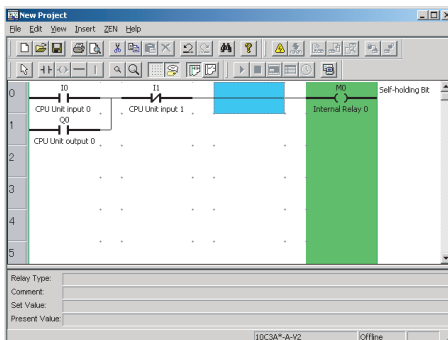 New Project
File Edit View Insert ZEN Help
0 I0 I1 M0 Self-holding Bit
CPU Unit input 0 CPU Unit input 1 Internal Relay 0
1 Q0
CPU Unit output 0
2
3
4
5
Relay Type:
Comment:
Set Value:
Present Value:
10C3A*-A-V2 Offline